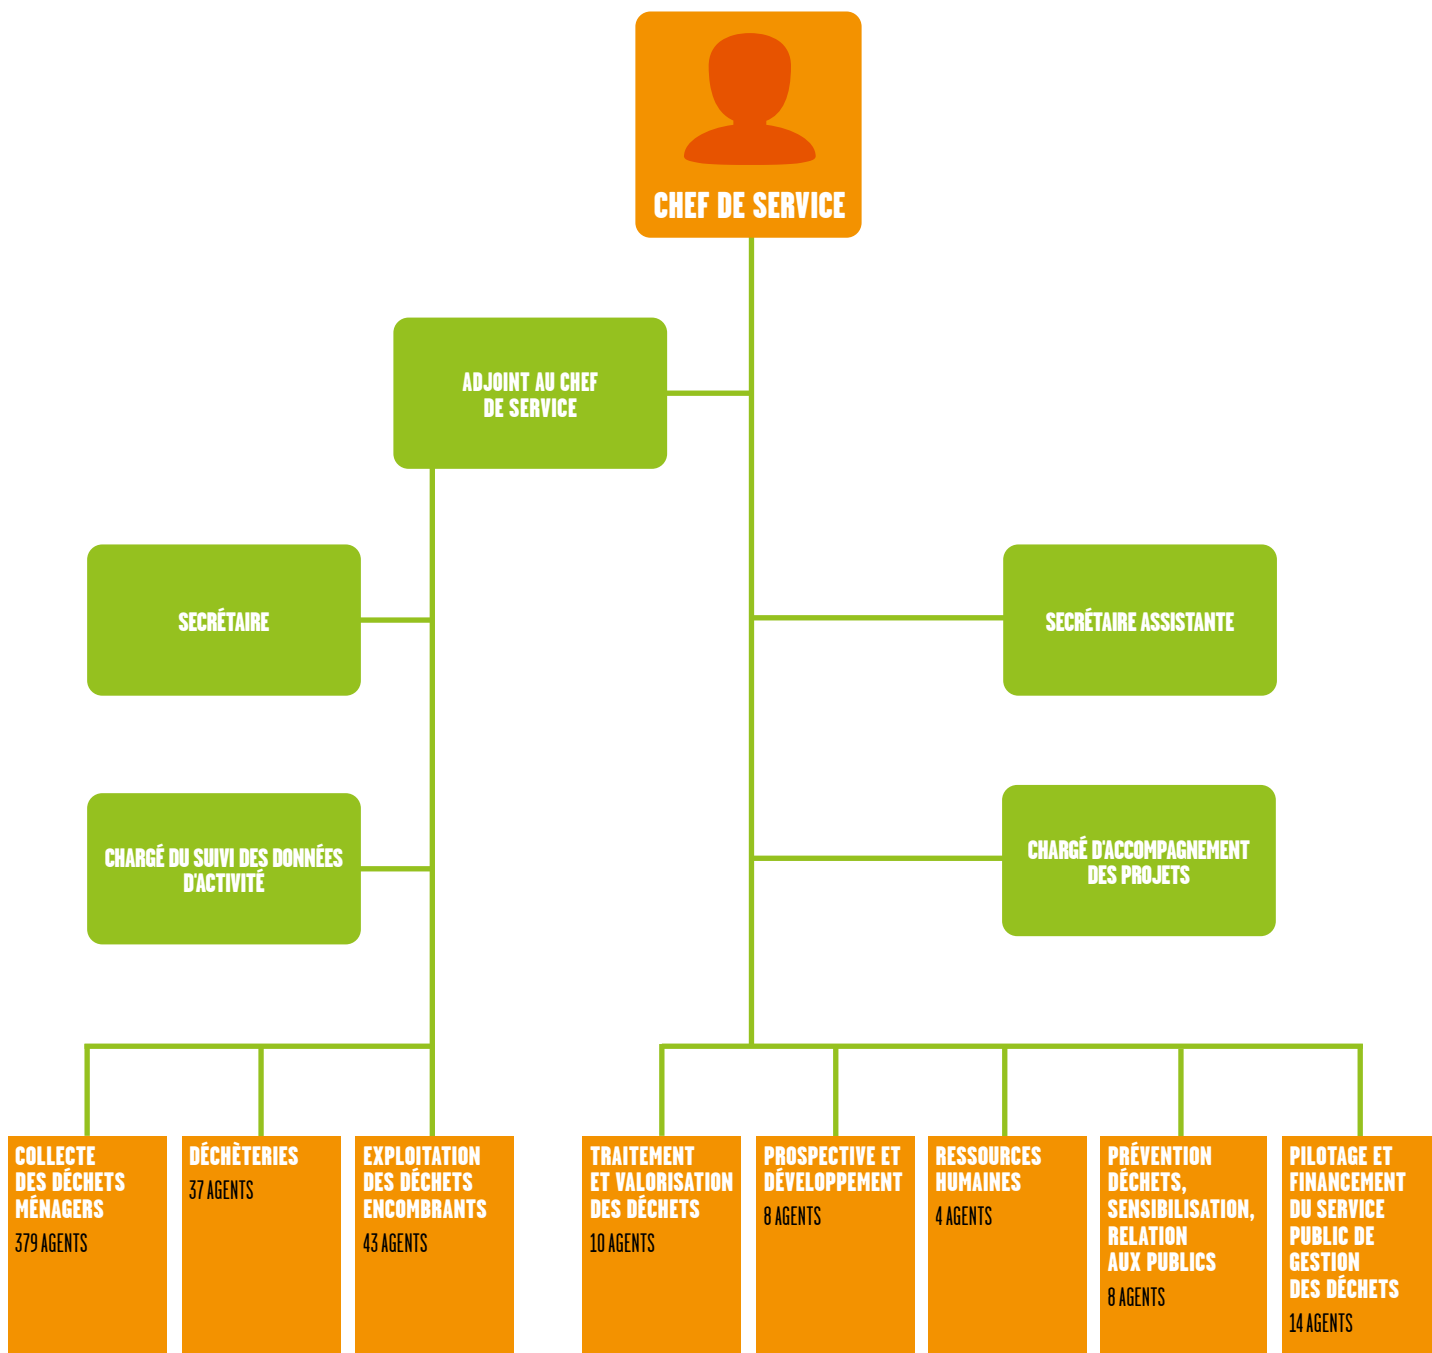 CHEF DE SERVICE
ADJOINT AU CHEF
DE SERVICE
SECRÉTAIRE
SECRÉTAIRE ASSISTANTE
CHARGÉ DU SUIVI DES DONNÉES
D'ACTIVITÉ
CHARGÉ D'ACCOMPAGNEMENT
DES PROJETS
COLLECTE
DES DÉCHETS
MÉNAGERS
379 AGENTS
DÉCHÈTERIES
37 AGENTS
EXPLOITATION
DES DÉCHETS
ENCOMBRANTS
43 AGENTS
TRAITEMENT
ET VALORISATION
DES DÉCHETS
10 AGENTS
PROSPECTIVE ET
DÉVELOPPEMENT
8 AGENTS
RESSOURCES
HUMAINES
4 AGENTS
PRÉVENTION
DÉCHETS,
SENSIBILISATION,
RELATION
AUX PUBLICS
8 AGENTS
PILOTAGE ET
FINANCEMENT
DU SERVICE
PUBLIC DE
GESTION
DES DÉCHETS
14 AGENTS